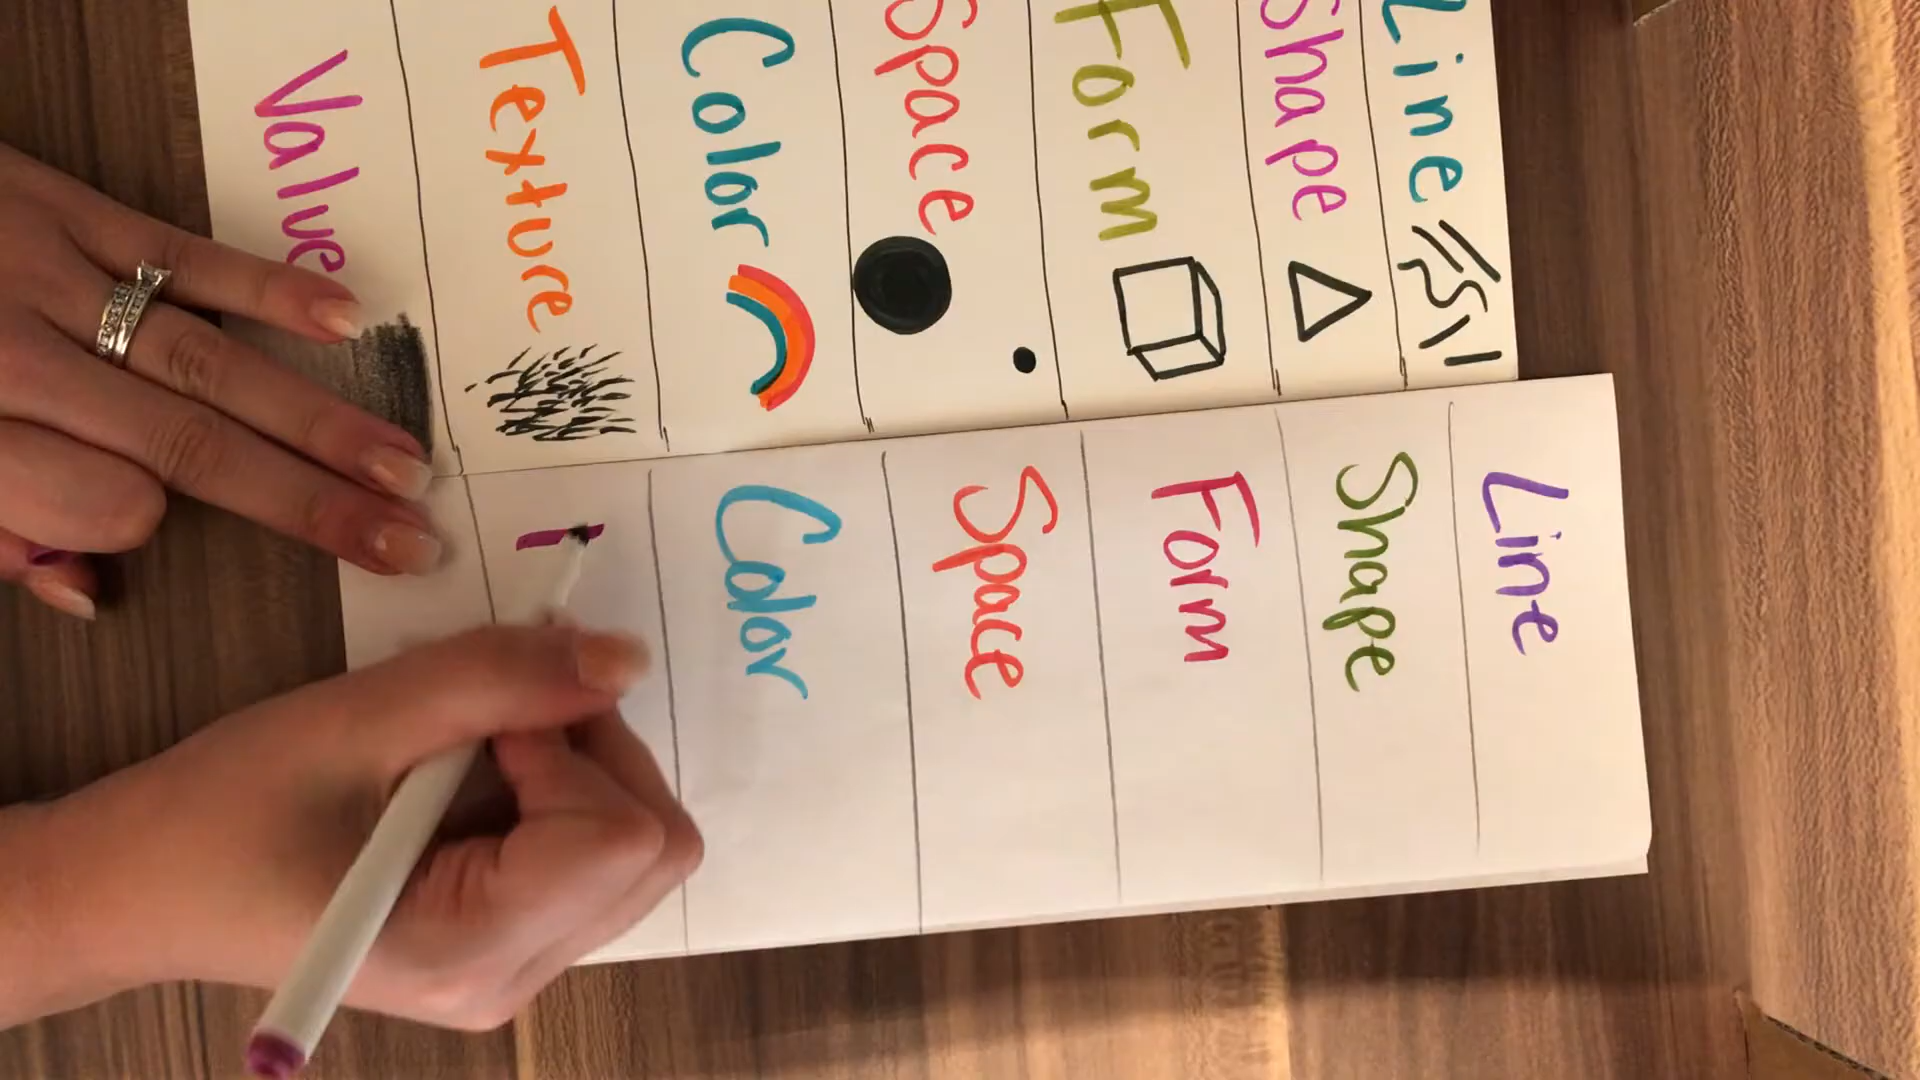 Line
Shape
Form
Space
Color
Texture
Value
Line
Shape
Form
Space
Color